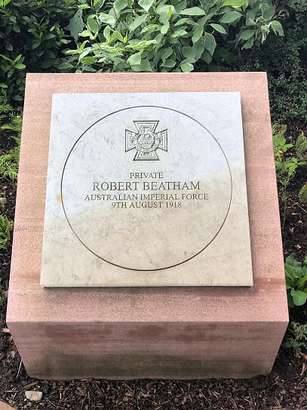 PRIVATE
ROBERT BEATHAM
AUSTRALIAN IMPERIAL FORCE
9TH AUGUST 1918